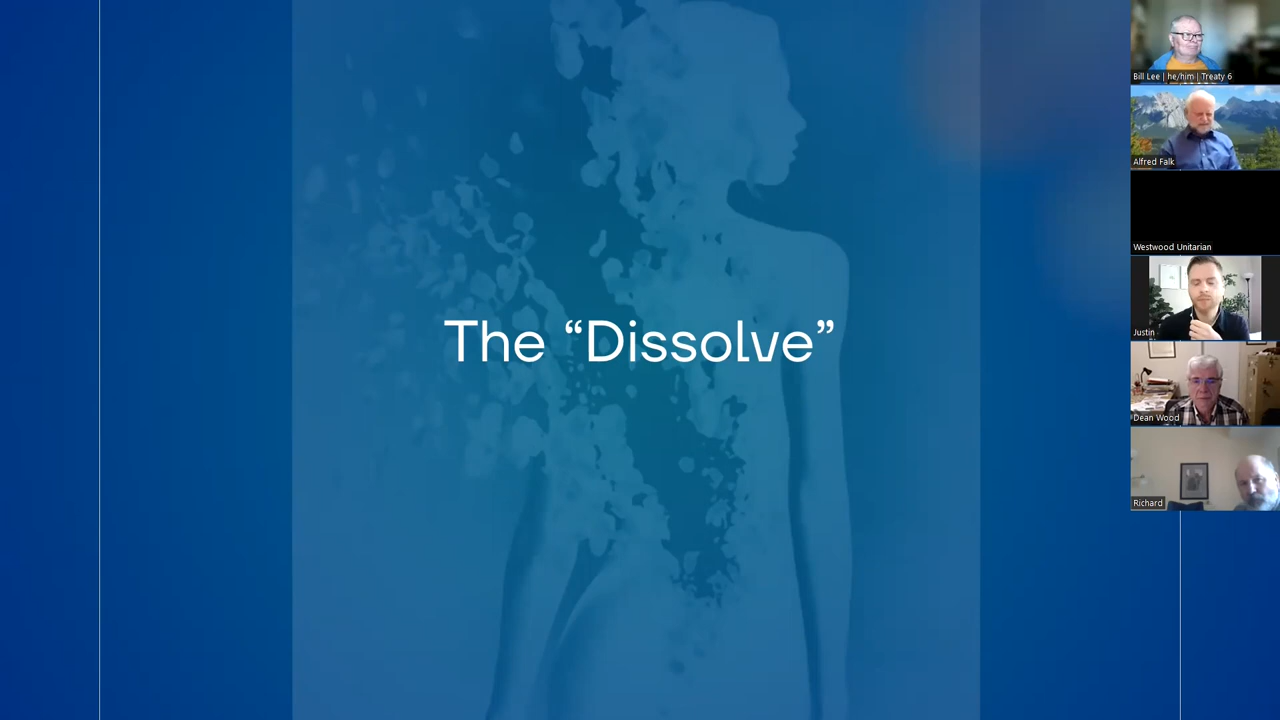 The “Dissolve”
Bill Lee | he/him | Treaty 6
Alfred Falk
Westwood Unitarian
Justin
Dean Wood
Richard